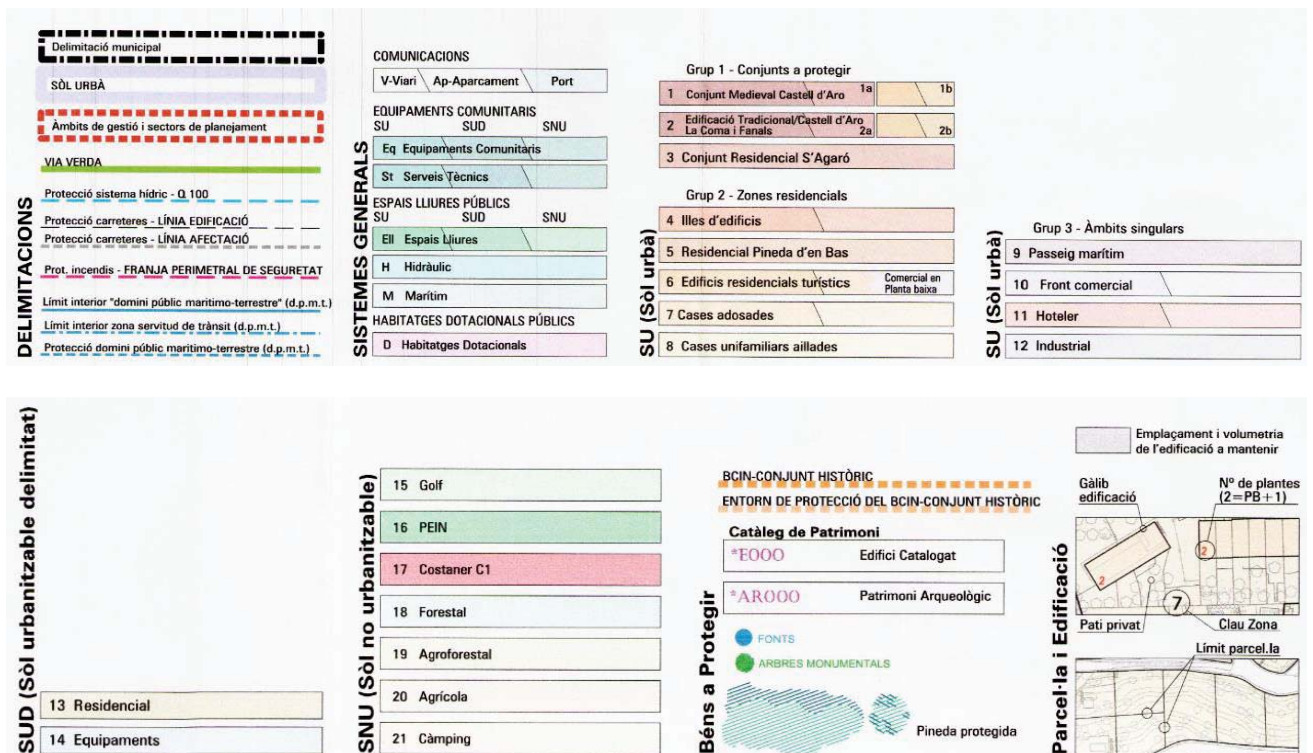 DELIMITACIONS
Delimitació municipal
SÒL URBÀ
Àmbits de gestió i sectors de planejament
VIA VERDA
Protecció sistema hídric - Q 100
Protecció carreteres - LÍNIA EDIFICACIÓ
Protecció carreteres - LÍNIA AFECTACIÓ
Prot. incendis - FRANJA PERIMETRAL DE SEGURETAT
Límit interior "domini públic maritimo-terrestre" (d.p.m.t.)
Límit interior zona servitud de trànsit (d.p.m.t.)
Protecció domini públic maritimo-terrestre (d.p.m.t.)
SISTEMES GENERALS
COMUNICACIONS
V-Viari Ap-Aparcament Port
EQUIPAMENTS COMUNITARIS
SU SUD SNU
Eq Equipaments Comunitaris
St Serveis Tècnics
ESPAIS LLIURES PÚBLICS
SU SUD SNU
Ell Espais Lliures
H Hidràulic
M Marítim
HABITATGES DOTACIONALS PÚBLICS
D Habitatges Dotacionals
SU (Sòl urbà)
Grup 1 - Conjunts a protegir
1 Conjunt Medieval Castell d'Aro 1a 1b
2 Edificació Tradicional/Castell d'Aro
La Coma i Fanals 2a 2b
3 Conjunt Residencial S'Agaró
Grup 2 - Zones residencials
4 Illes d'edificis
5 Residencial Pineda d'en Bas
6 Edificis residencials turístics Comercial en
Planta baixa
7 Cases adosades
8 Cases unifamiliars aillades
SU (Sòl urbà)
Grup 3 - Àmbits singulars
9 Passeig marítim
10 Front comercial
11 Hoteler
12 Industrial
SUD (Sòl urbanitzable delimitat)
13 Residencial
14 Equipaments
SNU (Sòl no urbanitzable)
15 Golf
16 PEIN
17 Costaner C1
18 Forestal
19 Agroforestal
20 Agrícola
21 Càmping
Béns a Protegir
BCIN-CONJUNT HISTÒRIC
ENTORN DE PROTECCIÓ DEL BCIN-CONJUNT HISTÒRIC
Catàleg de Patrimoni
*E000 Edifici Catalogat
*AR000 Patrimoni Arqueològic
FONTS
ARBRES MONUMENTALS
Pineda protegida
Parcel·la i Edificació
Emplaçament i volumetria
de l'edificació a mantenir
Gàlib
edificació
Nº de plantes
(2=PB+1)
2
2
7
Pati privat
Clau Zona
Límit parcel.la